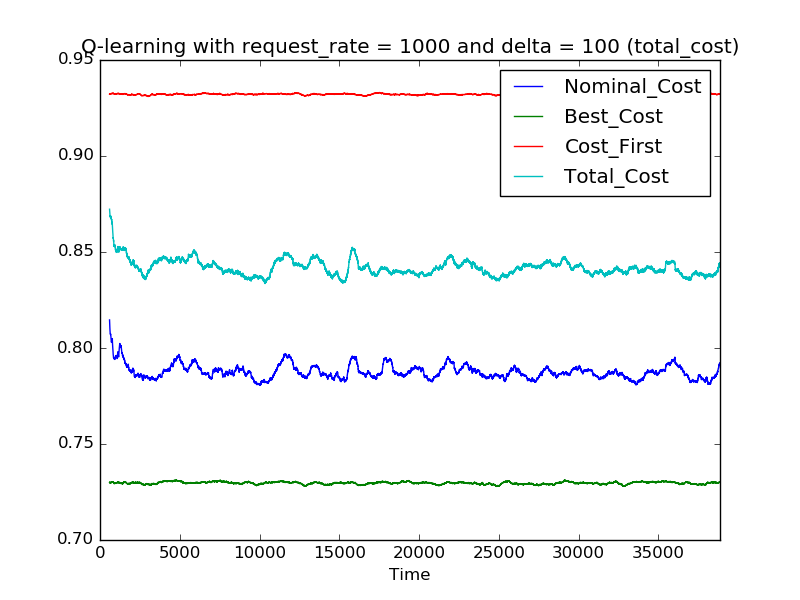 Q-learning with request_rate = 1000 and delta = 100 (total_cost)
0.95
0.90
0.85
0.80
0.75
0.70
Nominal_Cost
Best_Cost
Cost_First
Total_Cost
0 5000 10000 15000 20000 25000 30000 35000
Time